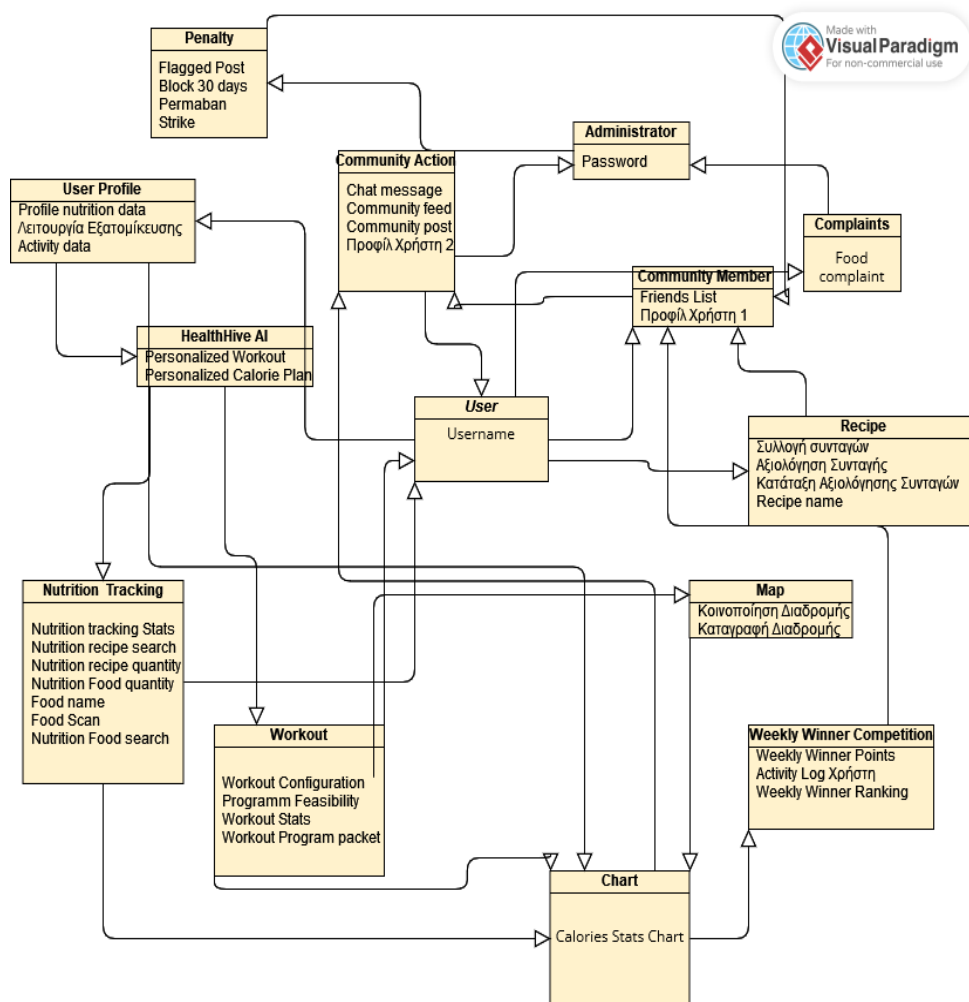 Made with
VisualParadigm
For non-commercial use
Penalty
Flagged Post
Block 30 days
Permaban
Strike
Administrator
Password
Community Action
Chat message
Community feed
Community post
Προφίλ Χρήστη 2
User Profile
Profile nutrition data
Λειτουργία Εξατομίκευσης
Activity data
Complaints
Food
complaint
Community Member
Friends List
Προφίλ Χρήστη 1
HealthHive AI
Personalized Workout
Personalized Calorie Plan
User
Username
Recipe
Συλλογή συνταγών
Αξιολόγηση Συνταγής
Κατάταξη Αξιολόγησης Συνταγών
Recipe name
Nutrition Tracking
Nutrition tracking Stats
Nutrition recipe search
Nutrition recipe quantity
Nutrition Food quantity
Food name
Food Scan
Nutrition Food search
Map
Κοινοποίηση Διαδρομής
Καταγραφή Διαδρομής
Workout
Workout Configuration
Programm Feasibility
Workout Stats
Workout Program packet
Weekly Winner Competition
Weekly Winner Points
Activity Log Χρήστη
Weekly Winner Ranking
Chart
Calories Stats Chart